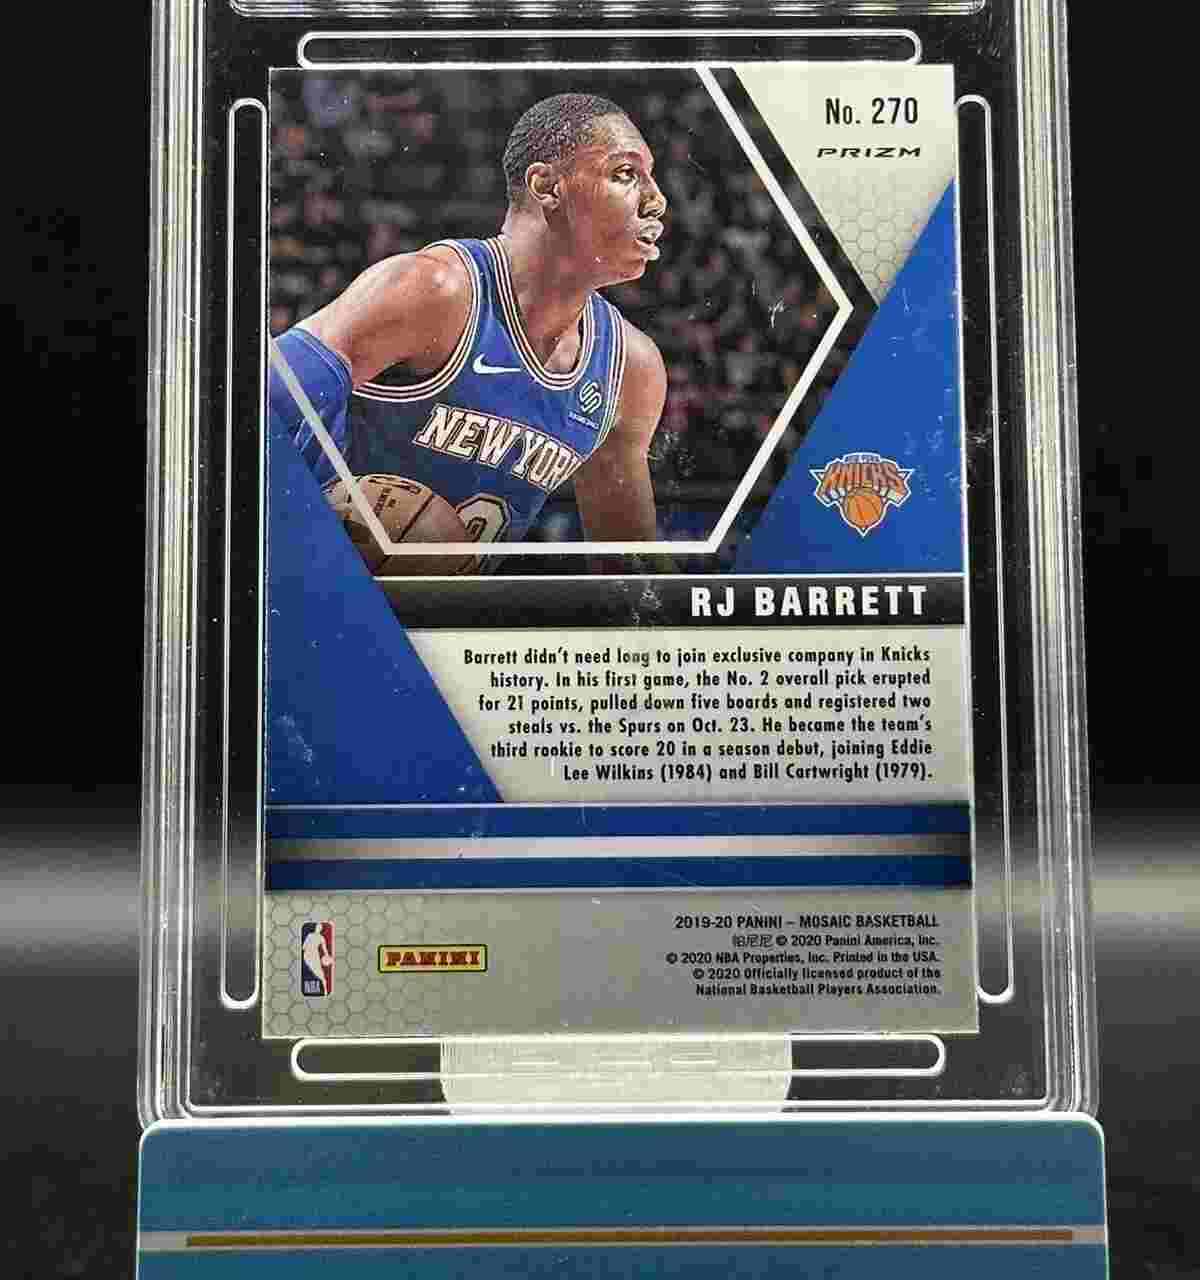 No. 270
PRIZM
NEW YORK
NEW YORK
KNICKS
RJ BARRETT
Barrett didn't need long to join exclusive company in Knicks
history. In his first game, the No. 2 overall pick erupted
for 21 points, pulled down five boards and registered two
steals vs. the Spurs on Oct. 23. He became the team's
third rookie to score 20 in a season debut, joining Eddie
Lee Wilkins (1984) and Bill Cartwright (1979).
2019-20 PANINI – MOSAIC BASKETBALL
帕尼尼 © 2020 Panini America, Inc.
© 2020 NBA Properties, Inc. Printed in the USA.
© 2020 Officially licensed product of the
National Basketball Players Association.
NBA
PANINI